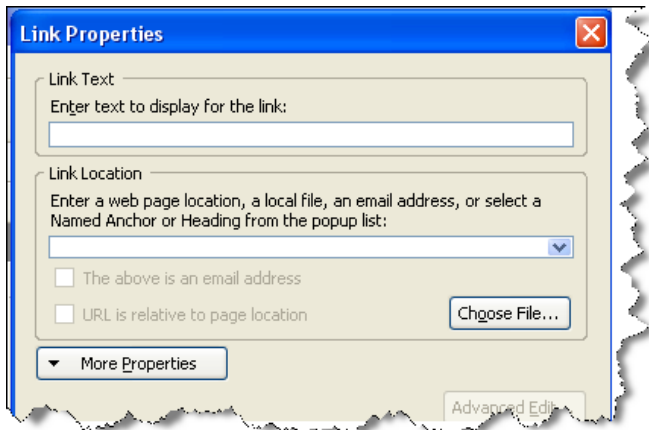 Link Properties
Link Text
Enter text to display for the link:
Link Location
Enter a web page location, a local file, an email address, or select a
Named Anchor or Heading from the popup list:
The above is an email address
URL is relative to page location
Choose File...
More Properties
Advanced Edit